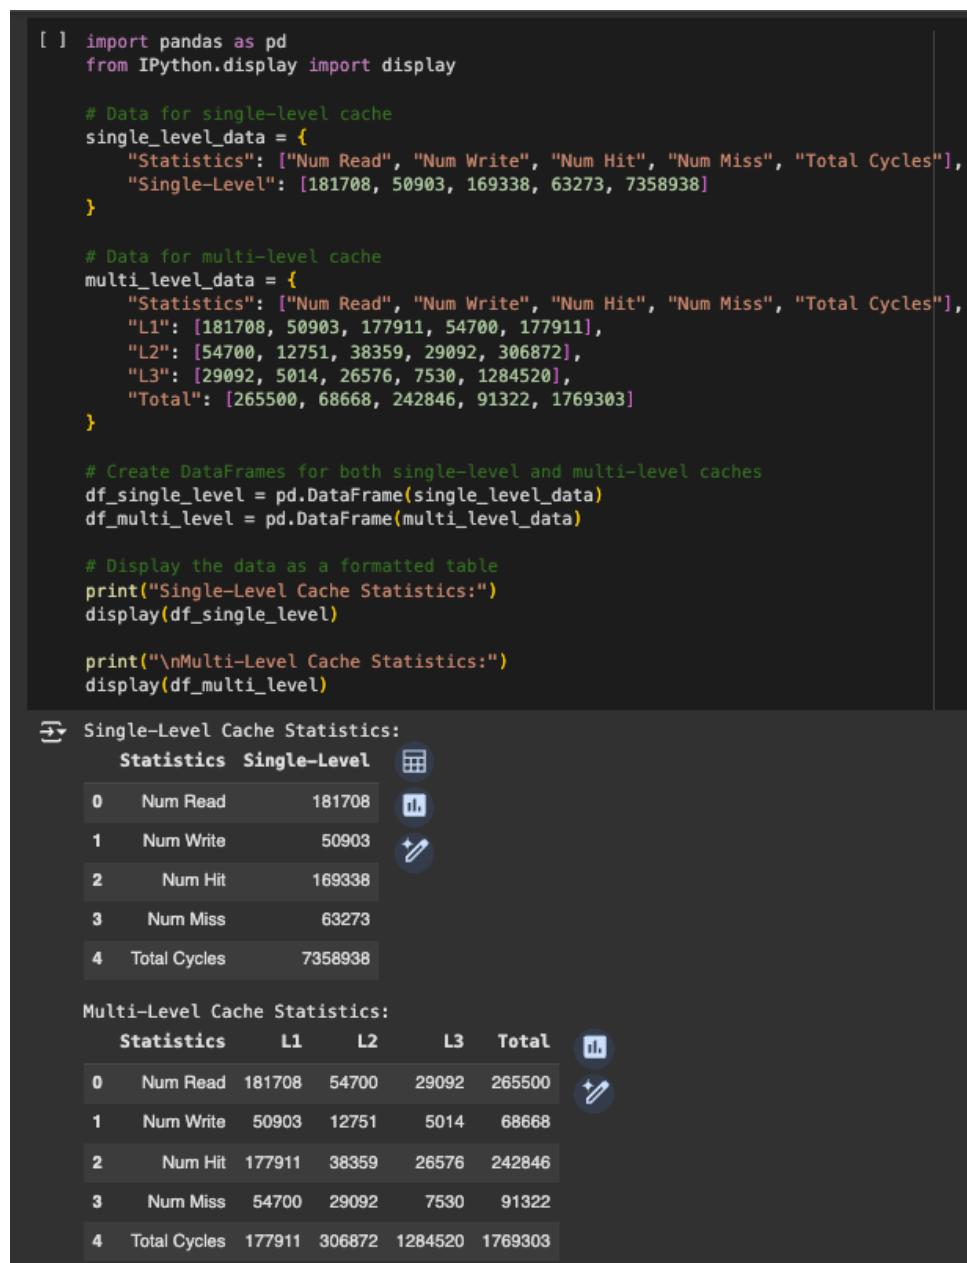 [ ] import pandas as pd
from IPython.display import display
# Data for single-level cache
single_level_data = {
"Statistics": ["Num Read", "Num Write", "Num Hit", "Num Miss", "Total Cycles"],
"Single-Level": [181708, 50903, 169338, 63273, 7358938]
}
# Data for multi-level cache
multi_level_data = {
"Statistics": ["Num Read", "Num Write", "Num Hit", "Num Miss", "Total Cycles"],
"L1": [181708, 50903, 177911, 54700, 177911],
"L2": [54700, 12751, 38359, 29092, 306872],
"L3": [29092, 5014, 26576, 7530, 1284520],
"Total": [265500, 68668, 242846, 91322, 1769303]
}
# Create DataFrames for both single-level and multi-level caches
df_single_level = pd.DataFrame(single_level_data)
df_multi_level = pd.DataFrame(multi_level_data)
# Display the data as a formatted table
print("Single-Level Cache Statistics:")
display(df_single_level)
print("\nMulti-Level Cache Statistics:")
display(df_multi_level)
Single-Level Cache Statistics:
Statistics Single-Level
0 Num Read 181708
1 Num Write 50903
2 Num Hit 169338
3 Num Miss 63273
4 Total Cycles 7358938
Multi-Level Cache Statistics:
Statistics L1 L2 L3 Total
0 Num Read 181708 54700 29092 265500
1 Num Write 50903 12751 5014 68668
2 Num Hit 177911 38359 26576 242846
3 Num Miss 54700 29092 7530 91322
4 Total Cycles 177911 306872 1284520 1769303